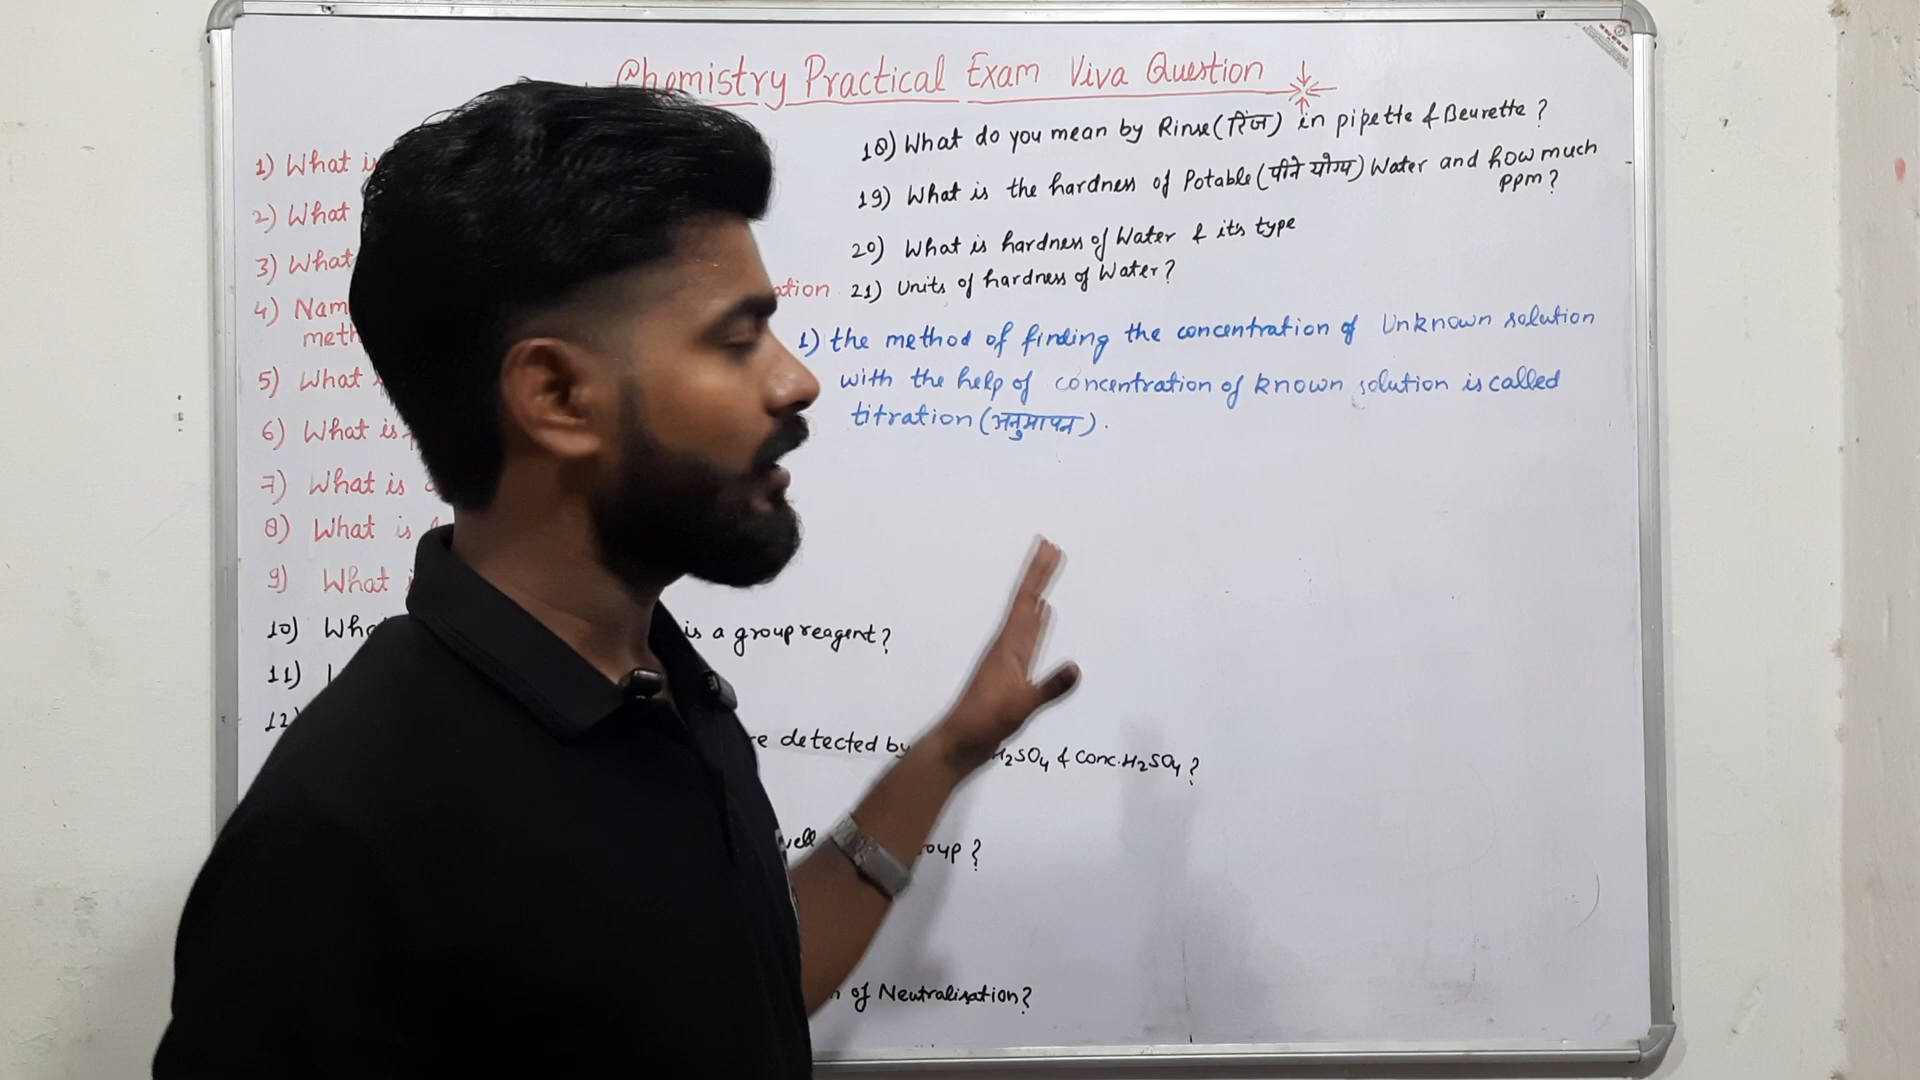 Chemistry Practical Exam Viva Question
1) What is
2) What
3) What
4) Nam
meth
5) What
6) What is
7) What is
8) What is
9) What
10) Wha is a group reagent?
11)
12)
re detected by H₂SO₄ & Conc. H₂SO₄ ?
well oup ?
of Neutralisation?
18) What do you mean by Rinse (रिंज) in pipette & Beurette ?
19) What is the hardness of Potable (पीने योग्य) Water and how much
ppm ?
20) What is hardness of Water & its type
ation 21) Units of hardness of Water ?
1) the method of finding the concentration of Unknown solution
with the help of concentration of known solution is called
titration (अनुमापन).